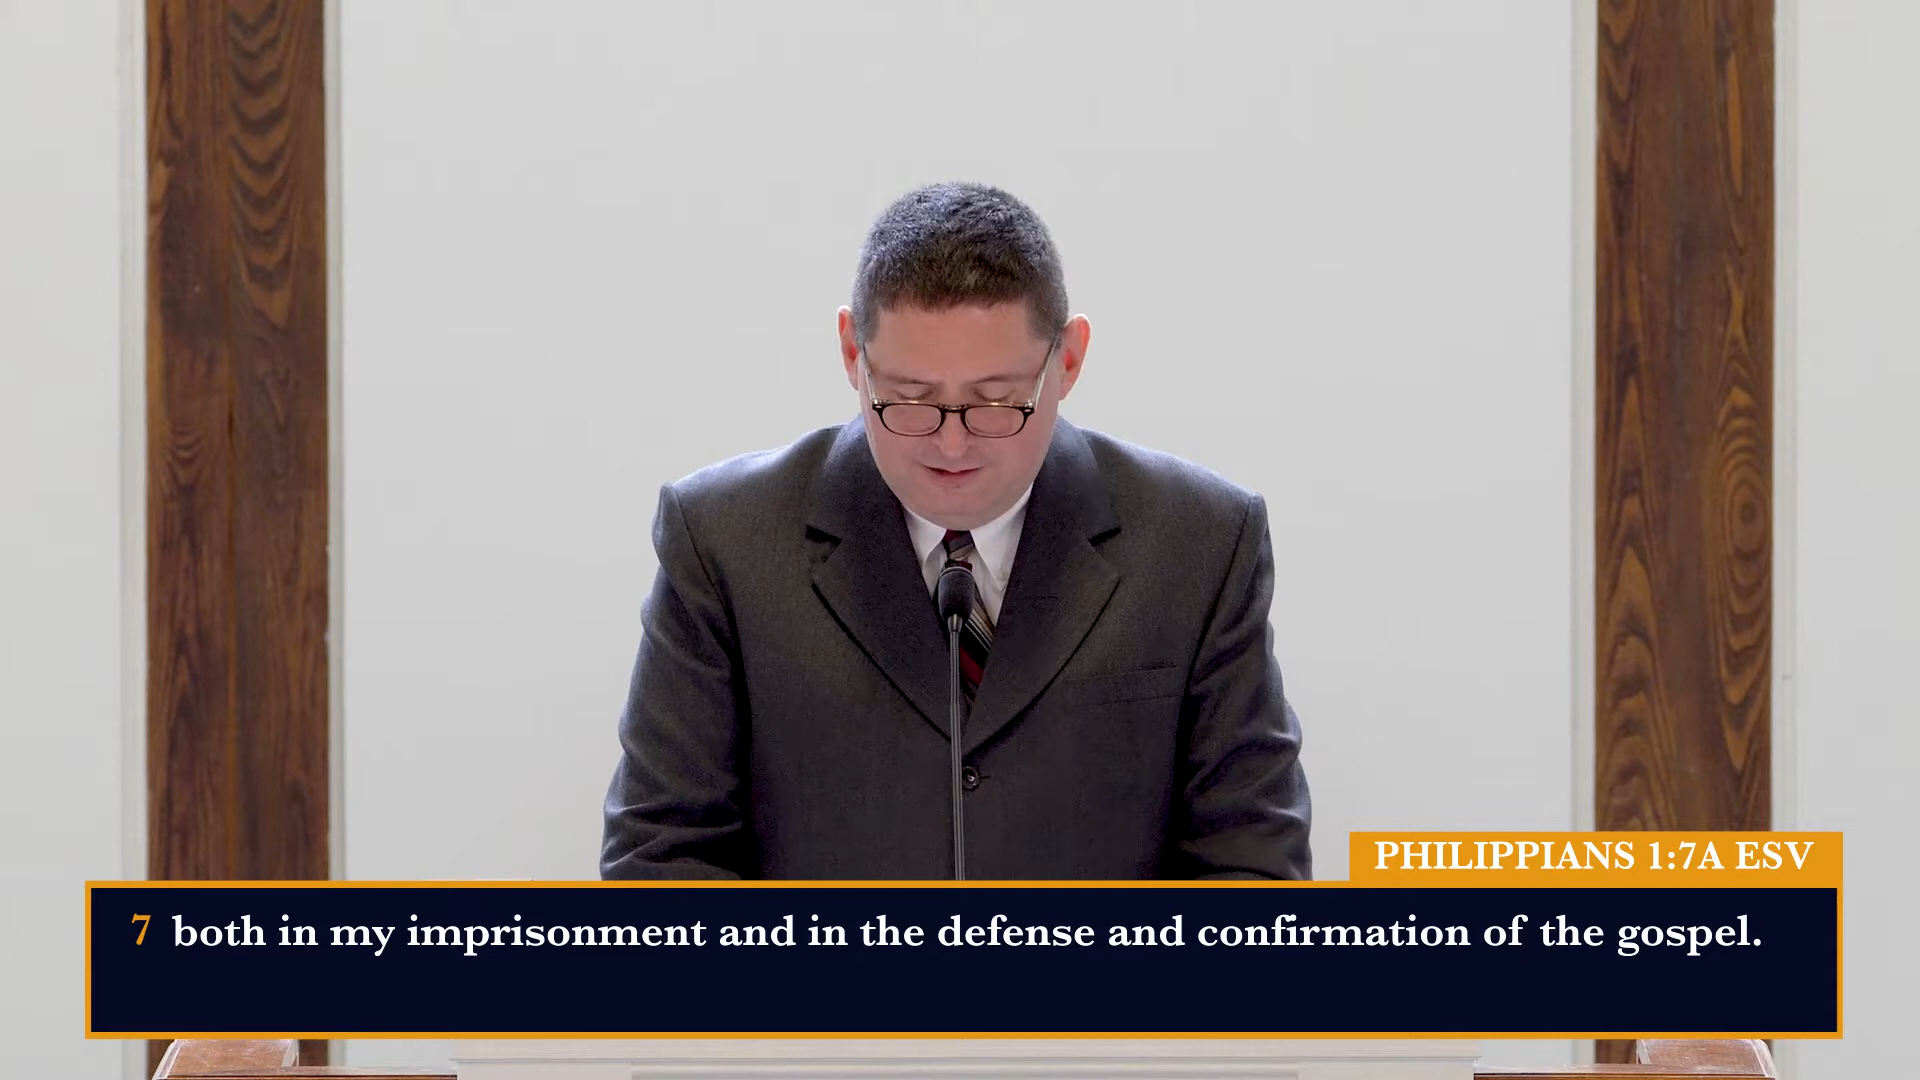 PHILIPPIANS 1:7A ESV
7 both in my imprisonment and in the defense and confirmation of the gospel.